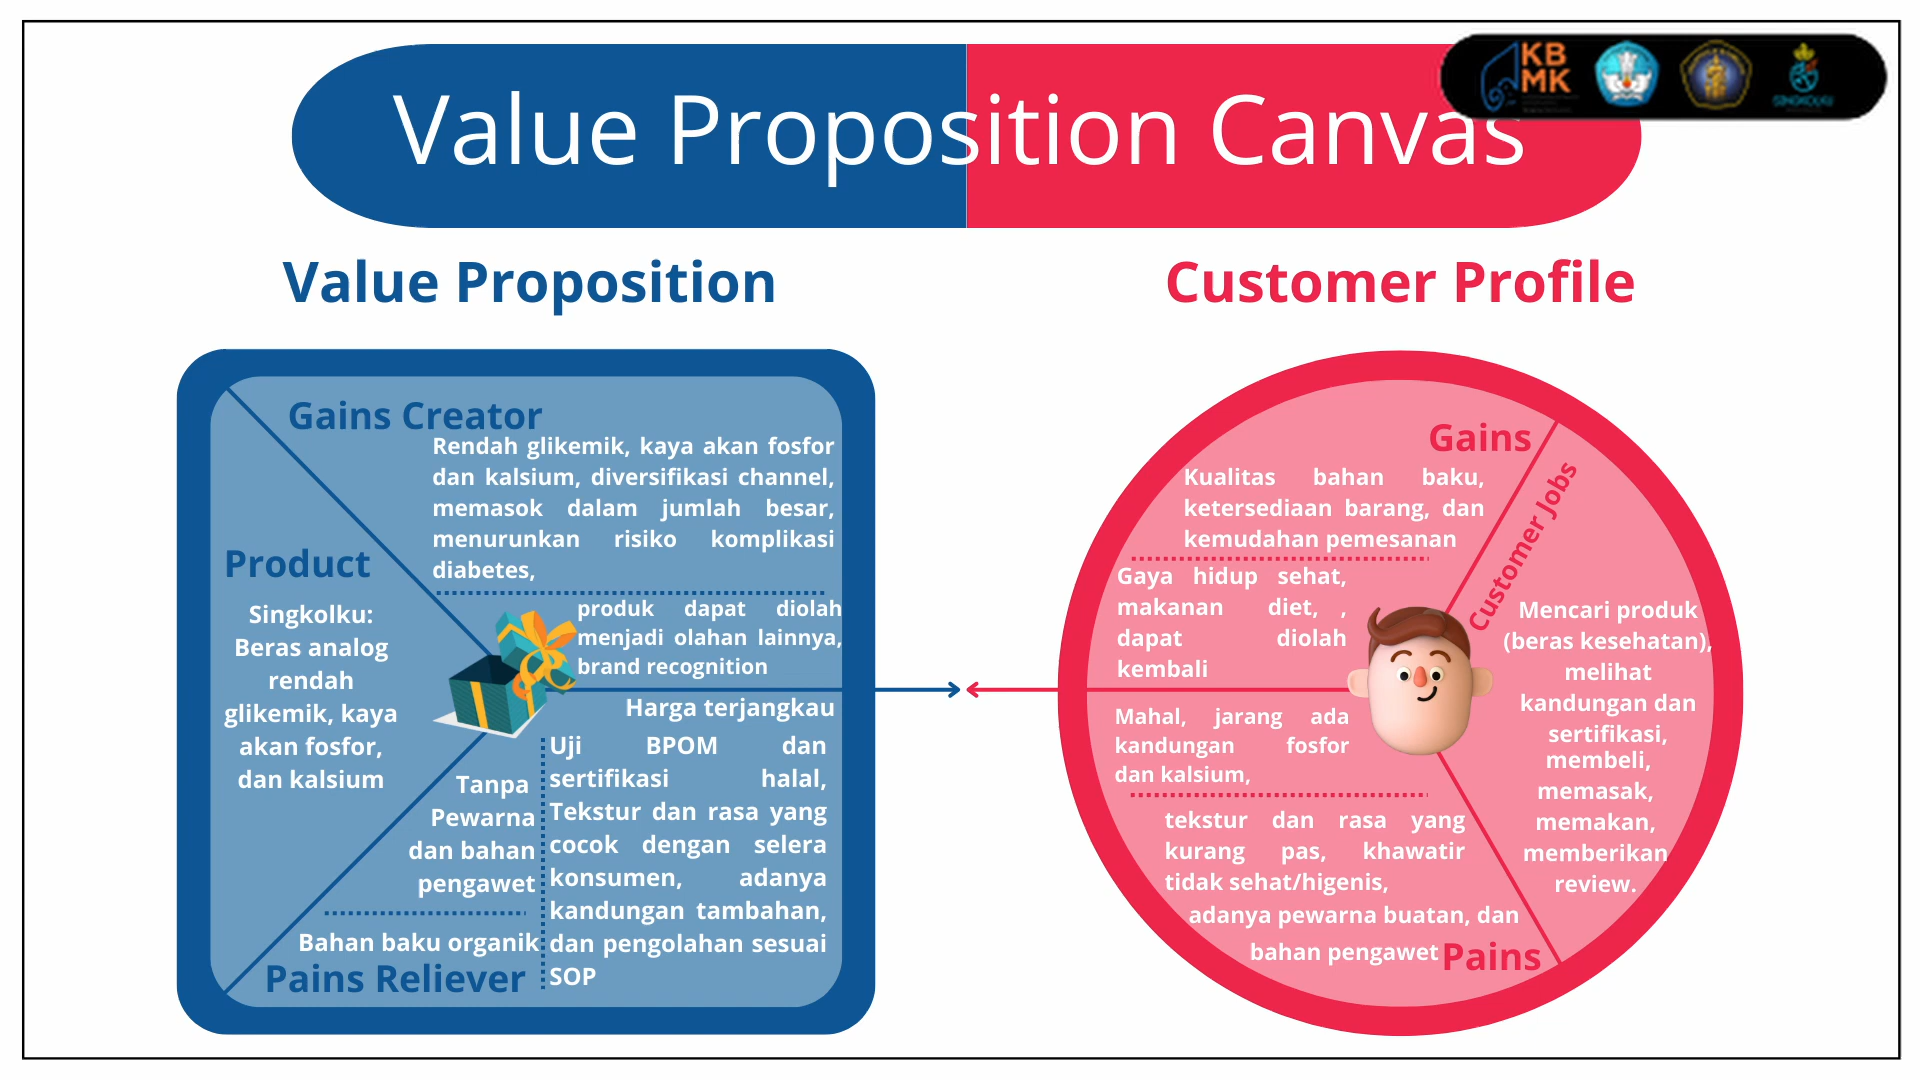 KB
MK
SINGKOLKU
Value Proposition Canvas
Value Proposition
Customer Profile
Gains Creator
Rendah glikemik, kaya akan fosfor
dan kalsium, diversifikasi channel,
memasok dalam jumlah besar,
menurunkan risiko komplikasi
diabetes,
produk dapat diolah
menjadi olahan lainnya,
brand recognition
Product
Singkolku:
Beras analog
rendah
glikemik, kaya
akan fosfor,
dan kalsium
Harga terjangkau
Uji BPOM dan
sertifikasi halal,
Tekstur dan rasa yang
cocok dengan selera
konsumen, adanya
kandungan tambahan,
dan pengolahan sesuai
SOP
Tanpa
Pewarna
dan bahan
pengawet
Bahan baku organik
Pains Reliever
Gains
Kualitas bahan baku,
ketersediaan barang, dan
kemudahan pemesanan
Gaya hidup sehat,
makanan diet, ,
dapat diolah
kembali
Customer Jobs
Mencari produk
(beras kesehatan),
melihat
kandungan dan
sertifikasi,
membeli,
memasak,
memakan,
memberikan
review.
Mahal, jarang ada
kandungan fosfor
dan kalsium,
tekstur dan rasa yang
kurang pas, khawatir
tidak sehat/higenis,
adanya pewarna buatan, dan
bahan pengawet
Pains